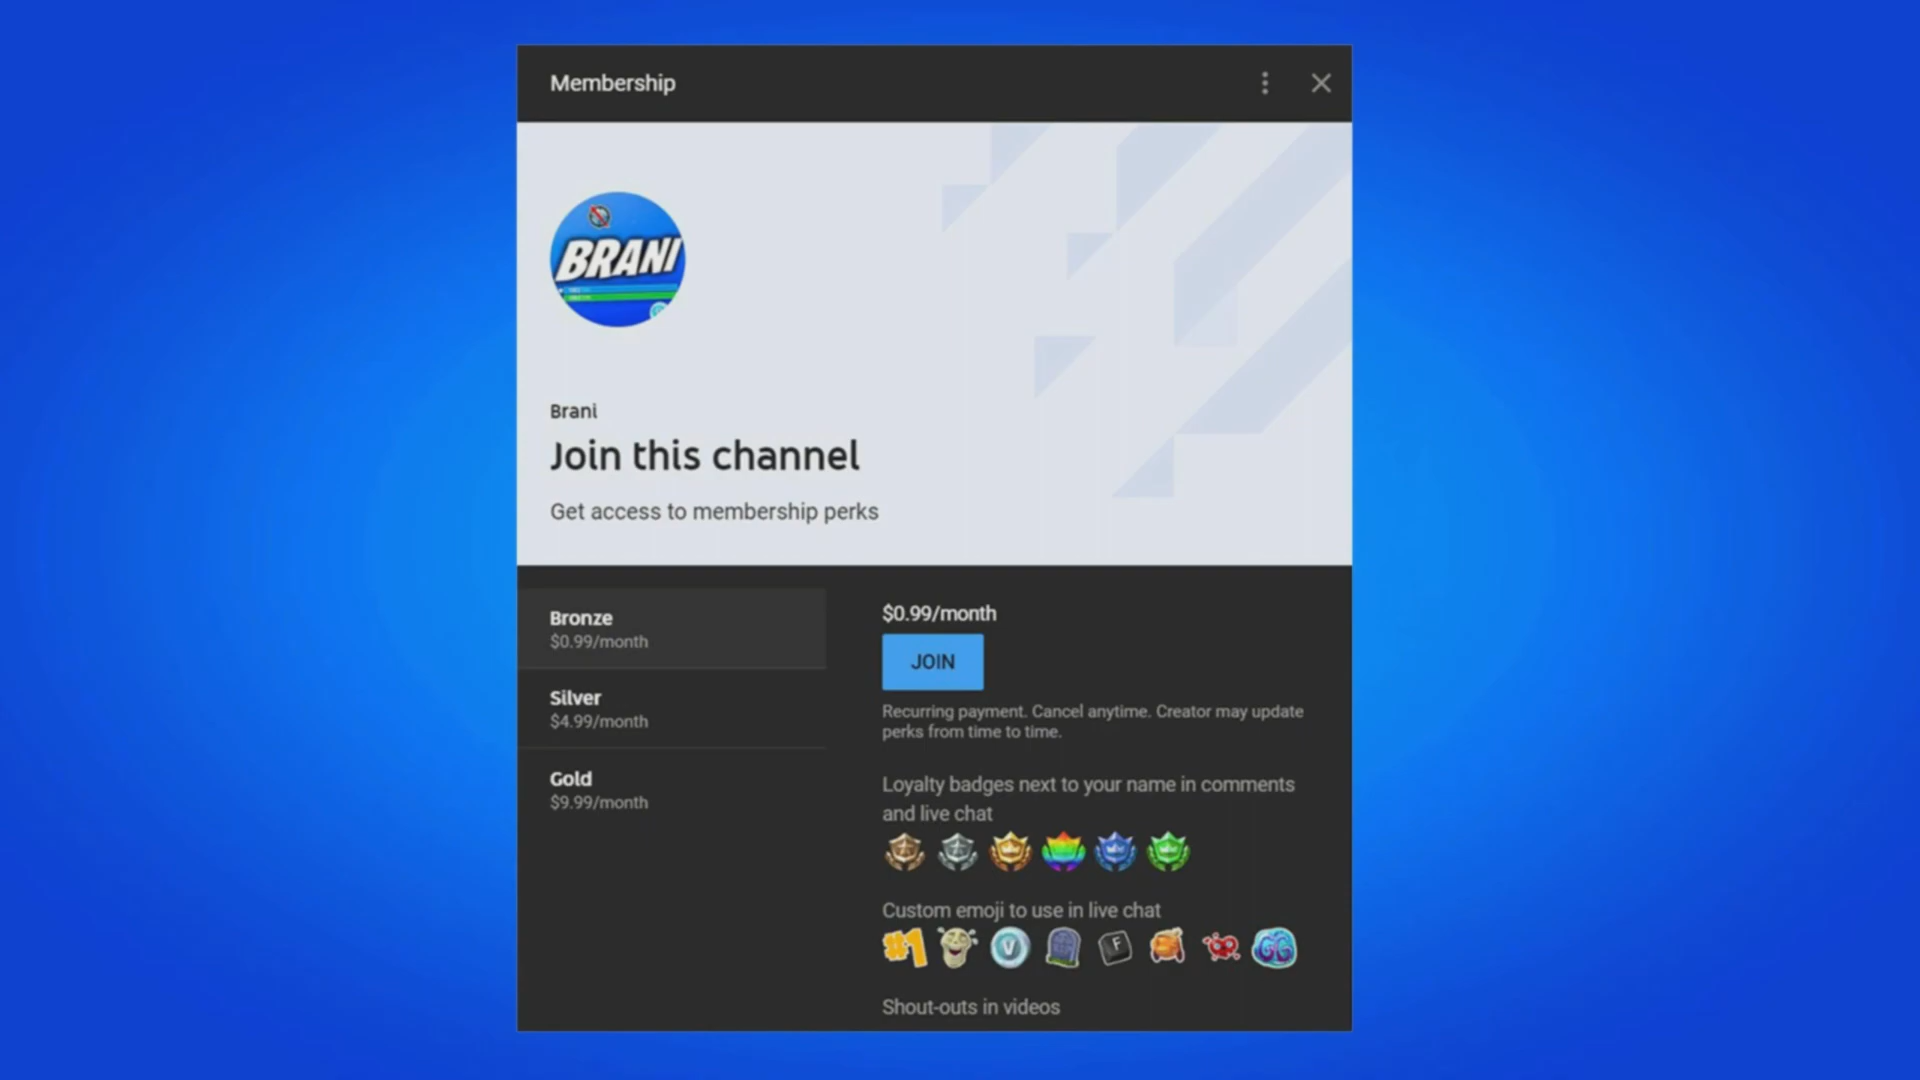 Membership
BRANI
Brani
Join this channel
Get access to membership perks
Bronze
$0.99/month
Silver
$4.99/month
Gold
$9.99/month
$0.99/month
JOIN
Recurring payment. Cancel anytime. Creator may update
perks from time to time.
Loyalty badges next to your name in comments
and live chat
Custom emoji to use in live chat
#1
V
F
GG
Shout-outs in videos